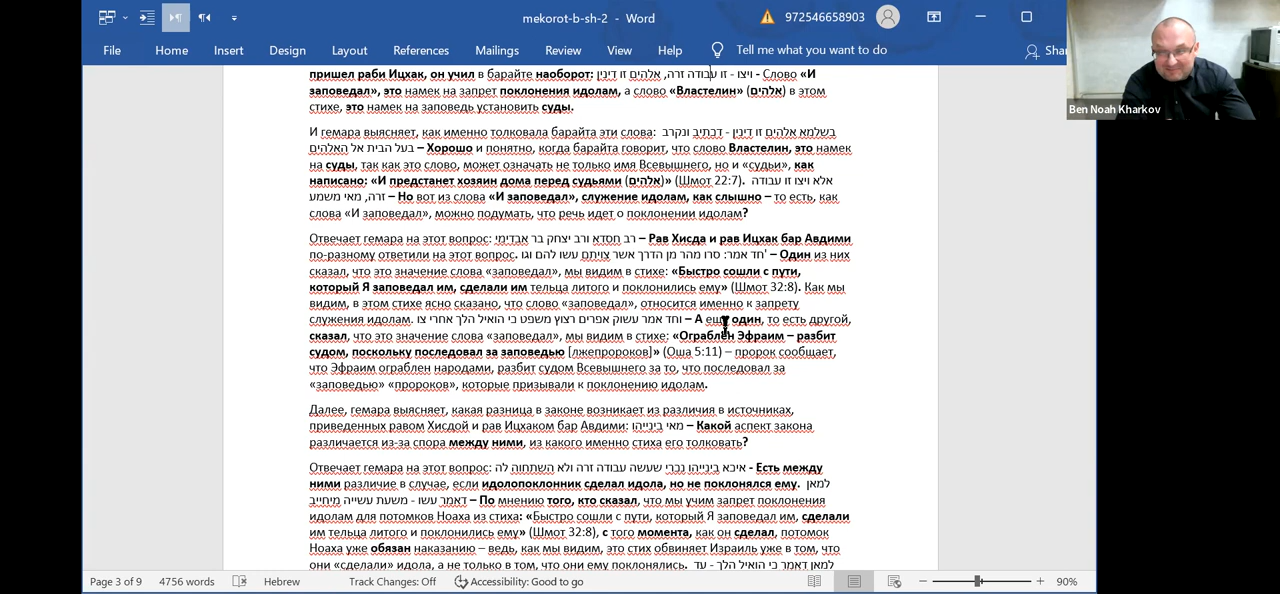 mekorot-b-sh-2 - Word
972546658903
File Home Insert Design Layout References Mailings Review View Help Tell me what you want to do Shar
Ben Noah Kharkov
пришел раби Ицхак, он учил в барайте наоборот: ויצו - זו עבודה זרה, אלהים זו דינין - Слово «И
заповедал», это намек на запрет поклонения идолам, а слово «Властелин» (אלהים) в этом
стихе, это намек на заповедь установить суды.
И гемара выясняет, как именно толковала барайта эти слова: בשלמא אלהים זו דינין - דכתיב ונקרב
בעל הבית אל האלהים – Хорошо и понятно, когда барайта говорит, что слово Властелин, это намек
на суды, так как это слово, может означать не только имя Всевышнего, но и «судьи», как
написано: «И предстанет хозяин дома перед судьями (אלהים)» (Шмот 22:7). אלא ויצו זו עבודה
זרה, מאי משמע – Но вот из слова «И заповедал», служение идолам, как слышно – то есть, как
слова «И заповедал», можно подумать, что речь идет о поклонении идолам?
Отвечает гемара на этот вопрос: רב חסדא ורב יצחק בר אבדימי – Рав Хисда и рав Ицхак бар Авдими
по-разному ответили на этот вопрос. חד אמר: סרו מהר מן הדרך אשר צויתם עשו להם וגו' – Один из них
сказал, что это значение слова «заповедал», мы видим в стихе: «Быстро сошли с пути,
который Я заповедал им, сделали им тельца литого и поклонились ему» (Шмот 32:8). Как мы
видим, в этом стихе ясно сказано, что слово «заповедал», относится именно к запрету
служения идолам. וחד אמר עשוק אפרים רצוץ משפט כי הואיל הלך אחרי צו – А еще один, то есть другой,
сказал, что это значение слова «заповедал», мы видим в стихе: «Ограблен Эфраим – разбит
судом, поскольку последовал за заповедью [лжепророков]» (Оша 5:11) – пророк сообщает,
что Эфраим ограблен народами, разбит судом Всевышнего за то, что последовал за
«заповедью» «пророков», которые призывали к поклонению идолам.
Далее, гемара выясняет, какая разница в законе возникает из различия в источниках,
приведенных равом Хисдой и рав Ицхаком бар Авдими: מאי בינייהו – Какой аспект закона
различается из-за спора между ними, из какого именно стиха его толковать?
Отвечает гемара на этот вопрос: איכא בינייהו נכרי שעשה עבודה זרה ולא השתחוה לה - Есть между
ними различие в случае, если идолопоклонник сделал идола, но не поклонялся ему. למאן
דאמר עשו - משעת עשייה מיחייב – По мнению того, кто сказал, что мы учим запрет поклонения
идолам для потомков Ноаха из стиха: «Быстро сошли с пути, который Я заповедал им, сделали
им тельца литого и поклонились ему» (Шмот 32:8), с того момента, как он сделал, потомок
Ноаха уже обязан наказанию – ведь, как мы видим, это стих обвиняет Израиль уже в том, что
они «сделали» идола, а не только в том, что они ему поклонялись. למאן דאמר כי הואיל הלך - עד
Page 3 of 9 4756 words Hebrew Track Changes: Off Accessibility: Good to go 90%